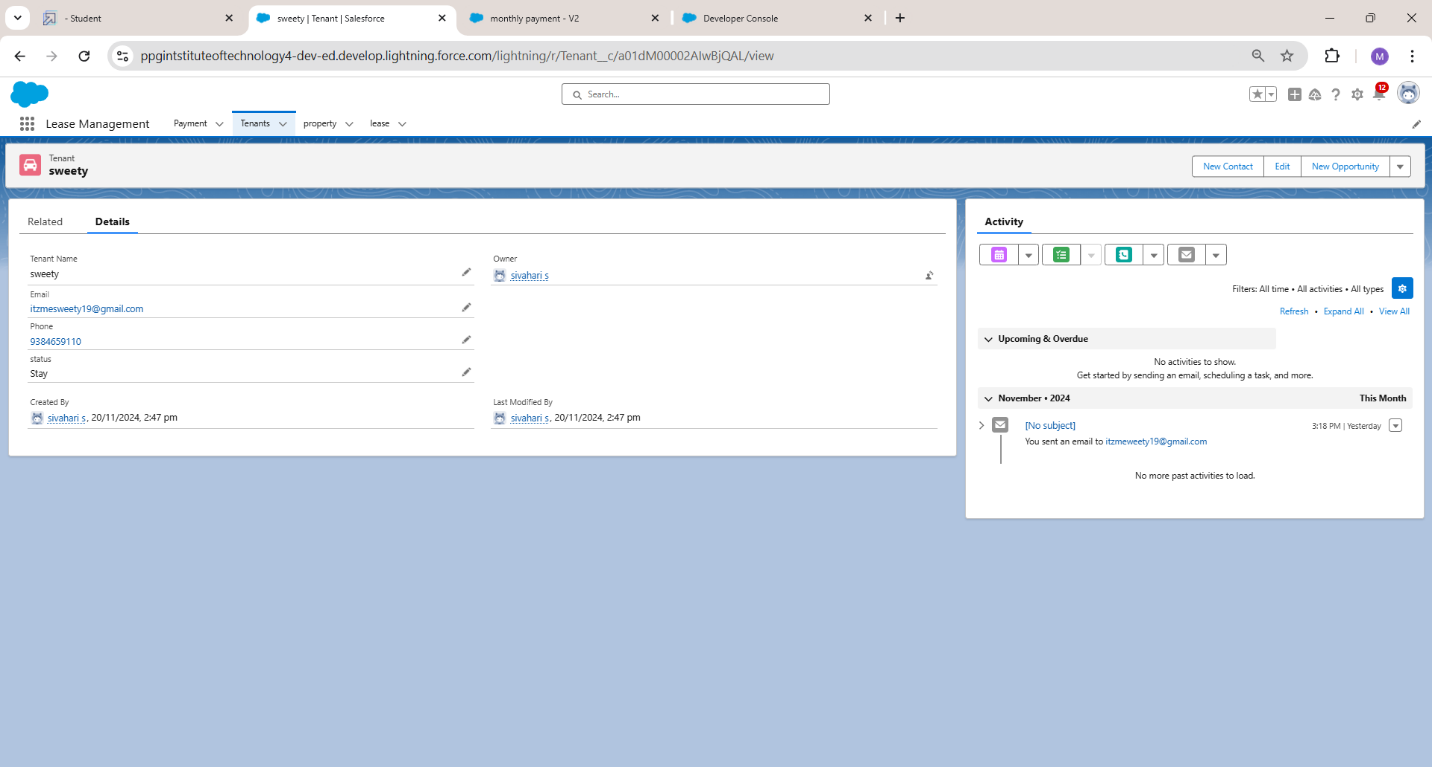 - Student
sweety | Tenant | Salesforce
monthly payment - V2
Developer Console
ppgintstituteoftechnology4-dev-ed.develop.lightning.force.com/lightning/r/Tenant__c/a01dM00002AIwBjQAL/view
M
Search...
12
Lease Management
Payment
Tenants
property
lease
Tenant
sweety
New Contact
Edit
New Opportunity
Related
Details
Tenant Name
sweety
Owner
sivahari s
Email
itzmesweety19@gmail.com
Phone
9384659110
status
Stay
Created By
sivahari s, 20/11/2024, 2:47 pm
Last Modified By
sivahari s, 20/11/2024, 2:47 pm
Activity
Filters: All time • All activities • All types
Refresh • Expand All • View All
Upcoming & Overdue
No activities to show.
Get started by sending an email, scheduling a task, and more.
November • 2024
This Month
[No subject]
3:18 PM | Yesterday
You sent an email to itzmeweety19@gmail.com
No more past activities to load.